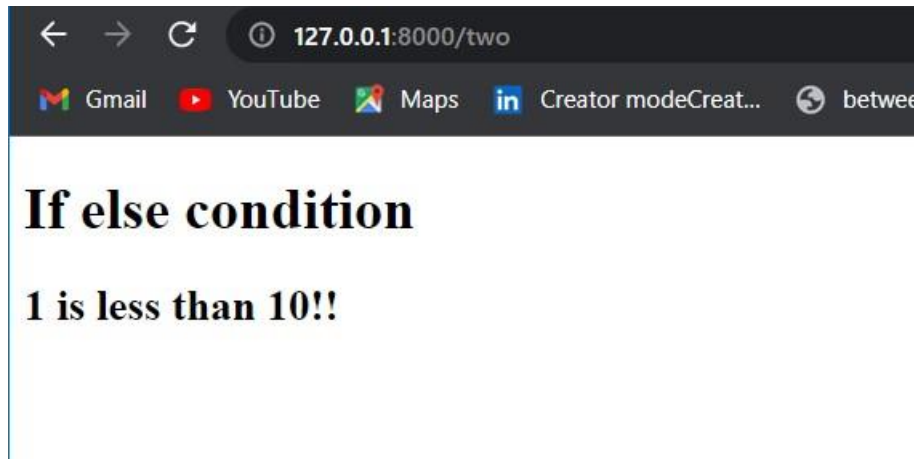 127.0.0.1:8000/two
Gmail YouTube Maps in Creator modeCreat...
If else condition
1 is less than 10!!